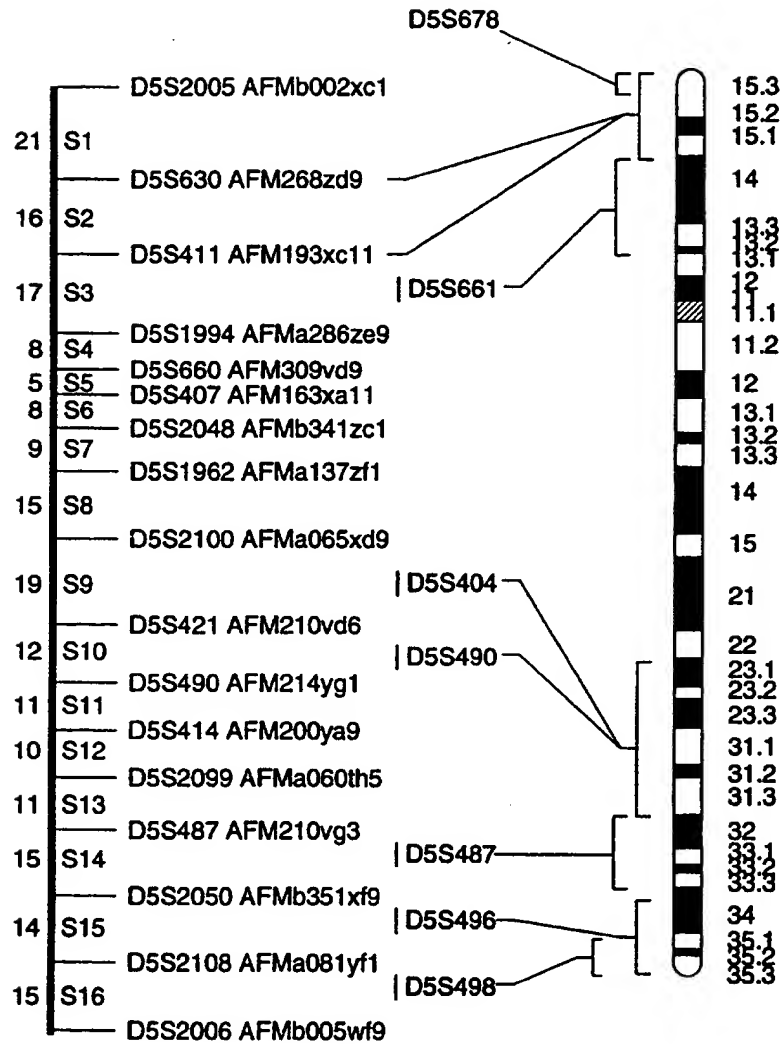 D5S678
D5S2005 AFMb002xc1
21 S1
D5S630 AFM268zd9
16 S2
D5S411 AFM193xc11
17 S3
D5S661
D5S1994 AFMa286ze9
8 S4
D5S660 AFM309vd9
5 S5
D5S407 AFM163xa11
8 S6
D5S2048 AFMb341zc1
9 S7
D5S1962 AFMa137zf1
15 S8
D5S2100 AFMa065xd9
19 S9
D5S404
D5S421 AFM210vd6
12 S10
D5S490
D5S490 AFM214yg1
11 S11
D5S414 AFM200ya9
10 S12
D5S2099 AFMa060th5
11 S13
D5S487 AFM210vg3
15 S14
D5S487
D5S2050 AFMb351xf9
14 S15
D5S496
D5S2108 AFMa081yf1
15 S16
D5S498
D5S2006 AFMb005wf9
15.3
15.2
15.1
14
13.3
13.2
13.1
12
11
11.1
11.2
12
13.1
13.2
13.3
14
15
21
22
23.1
23.2
23.3
31.1
31.2
31.3
32
33.1
33.2
33.3
34
35.1
35.2
35.3